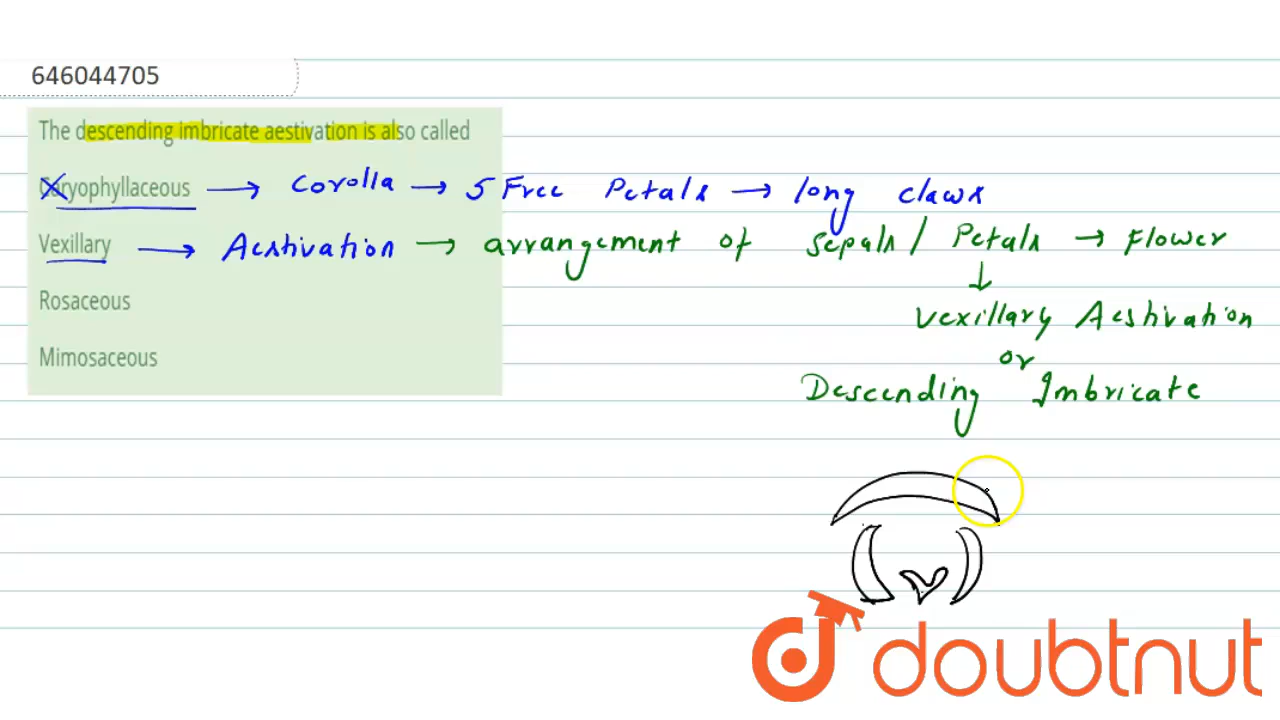 646044705
The descending imbricate aestivation is also called
Caryophyllaceous → Corolla → 5 Free Petals → long claws
Vexillary → Aestivation → arrangement of sepals / Petals → Flower
↓
Vexillary Aestivation
or
Rosaceous
Mimosaceous
Descending Imbricate
doubtnut